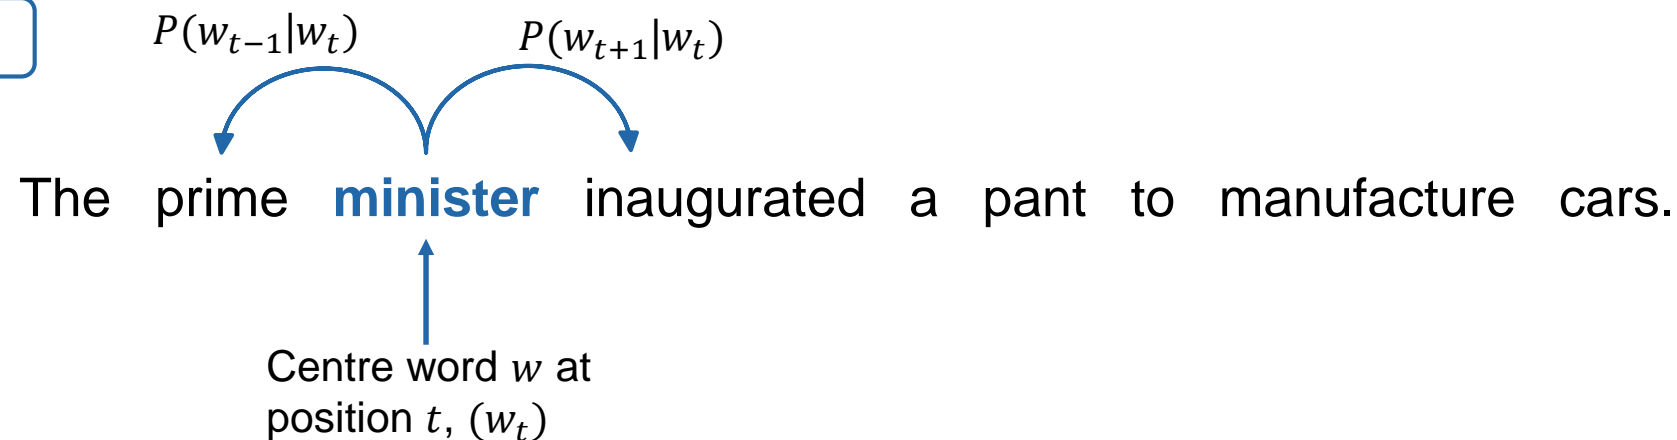 P(w_{t−1}|w_t) P(w_{t+1}|w_t)
The prime minister inaugurated a pant to manufacture cars.
Centre word w at
position t, (w_t)